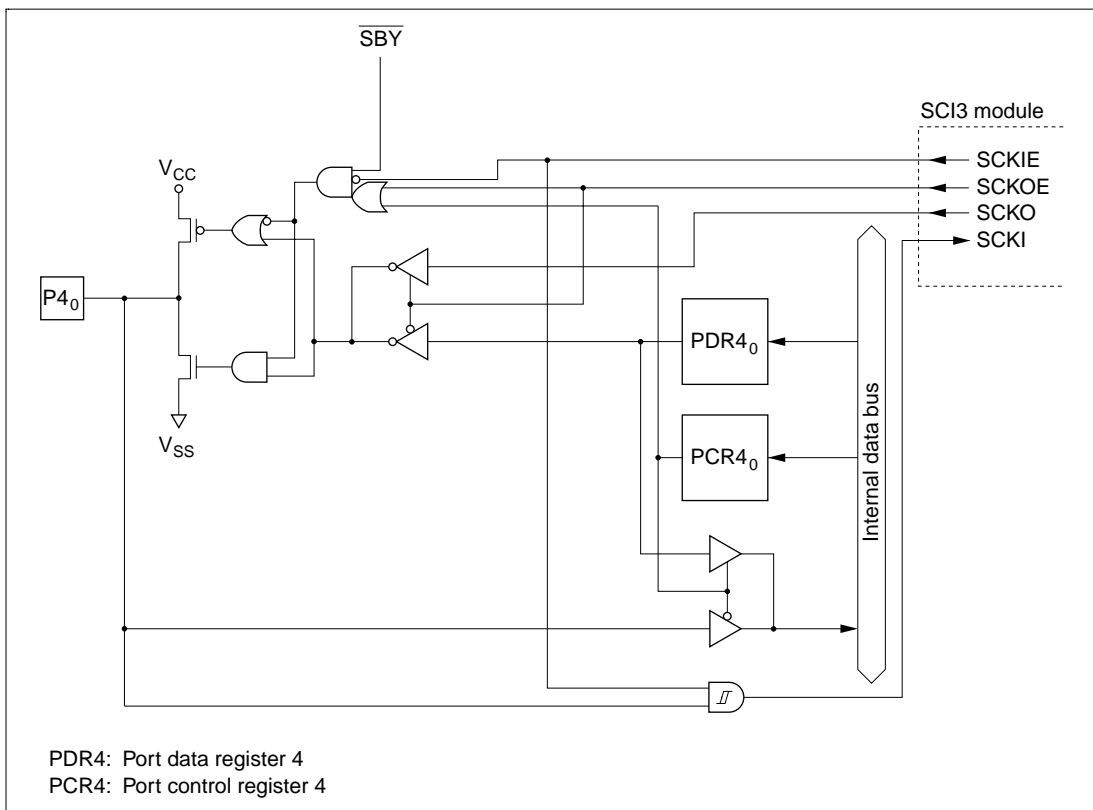 SBY
SCI3 module
SCKIE
SCKOE
SCKO
SCKI
VCC
P40
VSS
PDR40
PCR40
Internal data bus
PDR4: Port data register 4
PCR4: Port control register 4